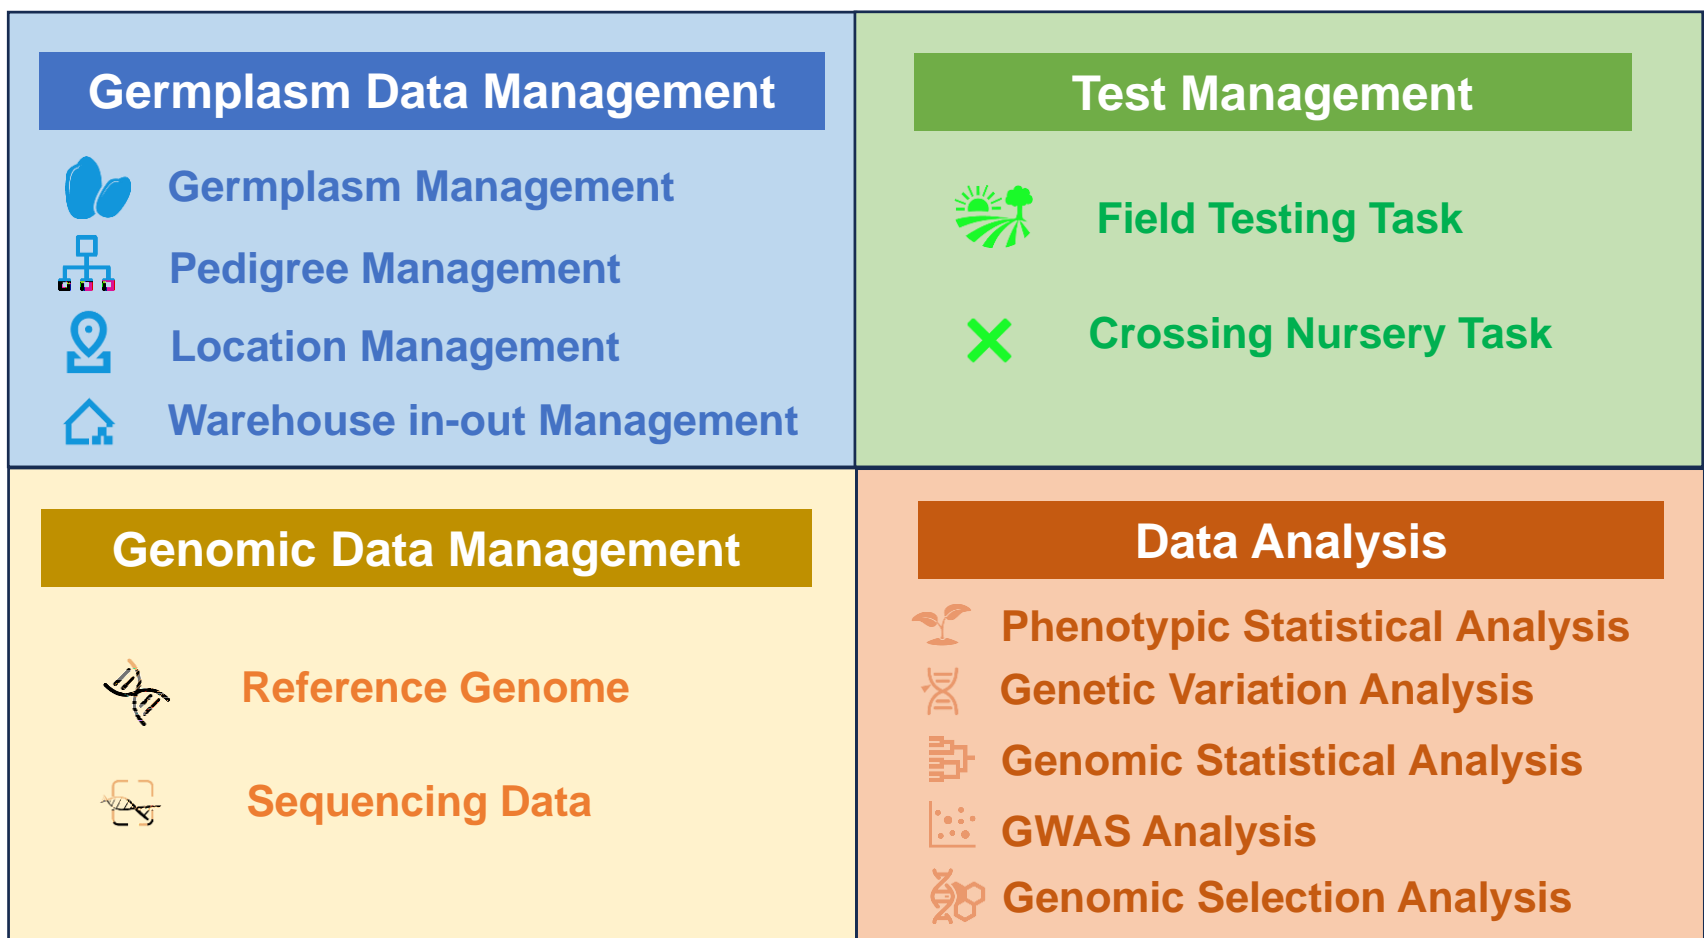 Germplasm Data Management
Germplasm Management
Pedigree Management
Location Management
Warehouse in-out Management
Test Management
Field Testing Task
Crossing Nursery Task
Genomic Data Management
Reference Genome
Sequencing Data
Data Analysis
Phenotypic Statistical Analysis
Genetic Variation Analysis
Genomic Statistical Analysis
GWAS Analysis
Genomic Selection Analysis